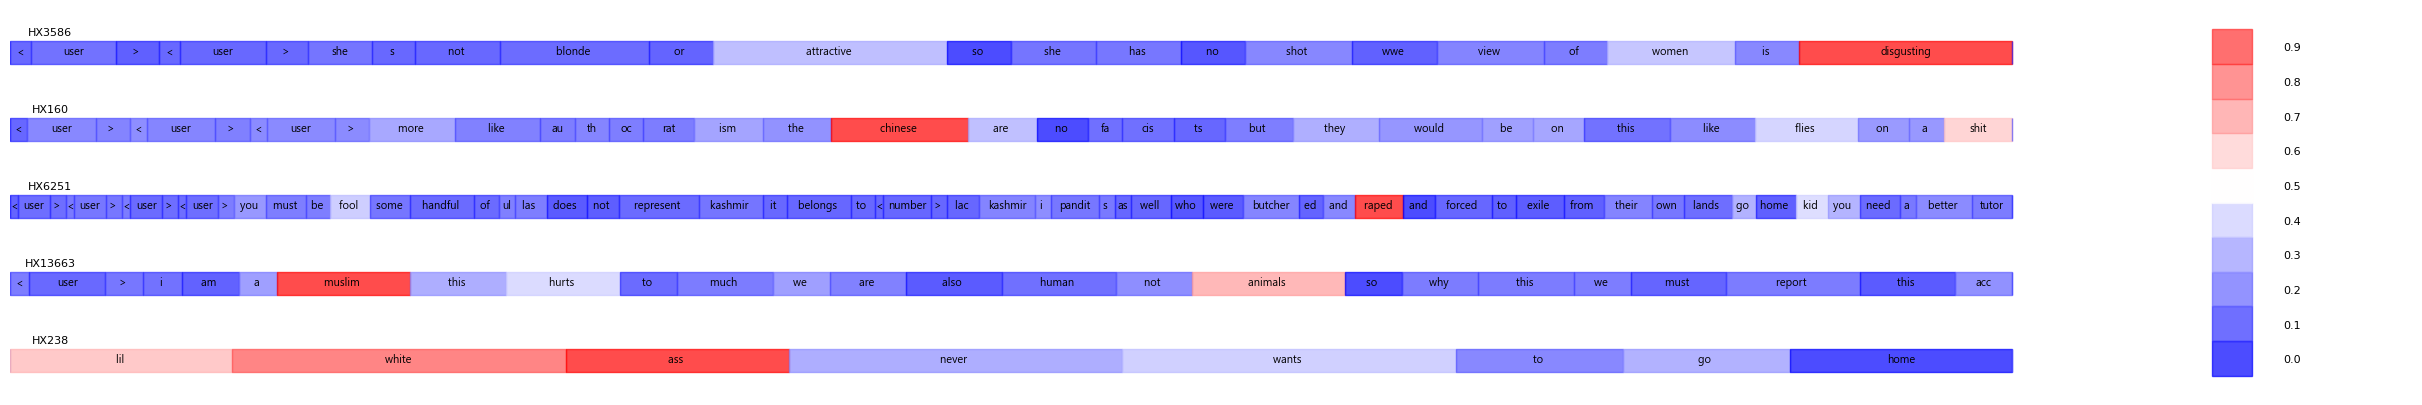 HX3586
< user > < user > she s not blonde or attractive so she has no shot wwe view of women is disgusting
HX160
< user > < user > < user > more like au th oc rat ism the chinese are no fa cis ts but they would be on this like flies on a shit
HX6251
< user > < user > < user > < user > you must be fool some handful of ul las does not represent kashmir it belongs to < number > lac kashmir i pandit s as well who were butcher ed and raped and forced to exile from their own lands go home kid you need a better tutor
HX13663
< user > i am a muslim this hurts to much we are also human not animals so why this we must report this acc
HX238
lil white ass never wants to go home
0.9
0.8
0.7
0.6
0.5
0.4
0.3
0.2
0.1
0.0